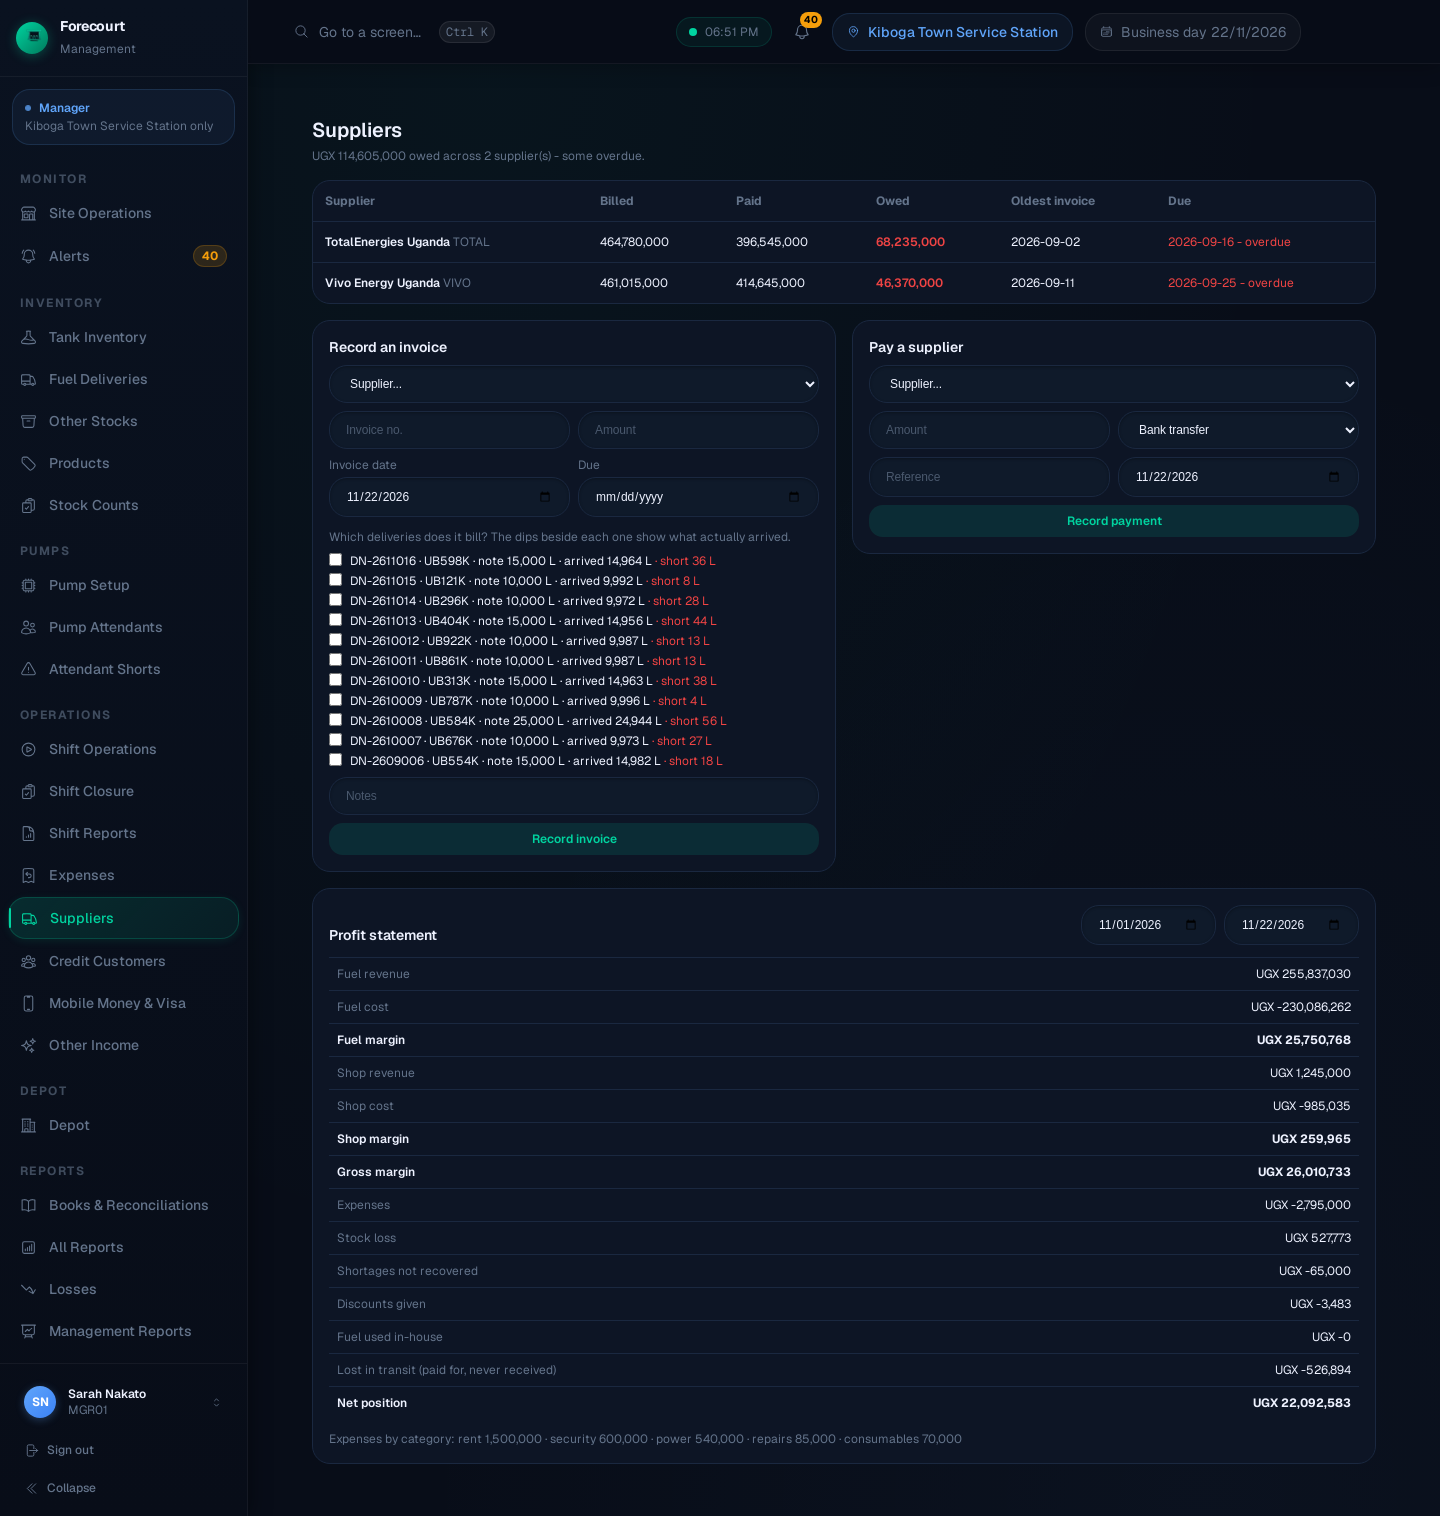 Forecourt
Management
Go to a screen...
Ctrl K
06:51 PM
40
Kiboga Town Service Station
Business day 22/11/2026
Manager
Kiboga Town Service Station only
MONITOR
Site Operations
Alerts
40
INVENTORY
Tank Inventory
Fuel Deliveries
Other Stocks
Products
Stock Counts
PUMPS
Pump Setup
Pump Attendants
Attendant Shorts
OPERATIONS
Shift Operations
Shift Closure
Shift Reports
Expenses
Suppliers
Credit Customers
Mobile Money & Visa
Other Income
DEPOT
Depot
REPORTS
Books & Reconciliations
All Reports
Losses
Management Reports
SN
Sarah Nakato
MGR01
Sign out
Collapse
Suppliers
UGX 114,605,000 owed across 2 supplier(s) - some overdue.
Supplier Billed Paid Owed Oldest invoice Due
TotalEnergies Uganda TOTAL 464,780,000 396,545,000 68,235,000 2026-09-02 2026-09-16 - overdue
Vivo Energy Uganda VIVO 461,015,000 414,645,000 46,370,000 2026-09-11 2026-09-25 - overdue
Record an invoice
Supplier...
Invoice no. Amount
Invoice date Due
11/22/2026 mm/dd/yyyy
Which deliveries does it bill? The dips beside each one show what actually arrived.
DN-2611016 · UB598K · note 15,000 L · arrived 14,964 L · short 36 L
DN-2611015 · UB121K · note 10,000 L · arrived 9,992 L · short 8 L
DN-2611014 · UB296K · note 10,000 L · arrived 9,972 L · short 28 L
DN-2611013 · UB404K · note 15,000 L · arrived 14,956 L · short 44 L
DN-2610012 · UB922K · note 10,000 L · arrived 9,987 L · short 13 L
DN-2610011 · UB861K · note 10,000 L · arrived 9,987 L · short 13 L
DN-2610010 · UB313K · note 15,000 L · arrived 14,963 L · short 38 L
DN-2610009 · UB787K · note 10,000 L · arrived 9,996 L · short 4 L
DN-2610008 · UB584K · note 25,000 L · arrived 24,944 L · short 56 L
DN-2610007 · UB676K · note 10,000 L · arrived 9,973 L · short 27 L
DN-2609006 · UB554K · note 15,000 L · arrived 14,982 L · short 18 L
Notes
Record invoice
Pay a supplier
Supplier...
Amount Bank transfer
Reference 11/22/2026
Record payment
Profit statement 11/01/2026 11/22/2026
Fuel revenue UGX 255,837,030
Fuel cost UGX -230,086,262
Fuel margin UGX 25,750,768
Shop revenue UGX 1,245,000
Shop cost UGX -985,035
Shop margin UGX 259,965
Gross margin UGX 26,010,733
Expenses UGX -2,795,000
Stock loss UGX 527,773
Shortages not recovered UGX -65,000
Discounts given UGX -3,483
Fuel used in-house UGX -0
Lost in transit (paid for, never received) UGX -526,894
Net position UGX 22,092,583
Expenses by category: rent 1,500,000 · security 600,000 · power 540,000 · repairs 85,000 · consumables 70,000